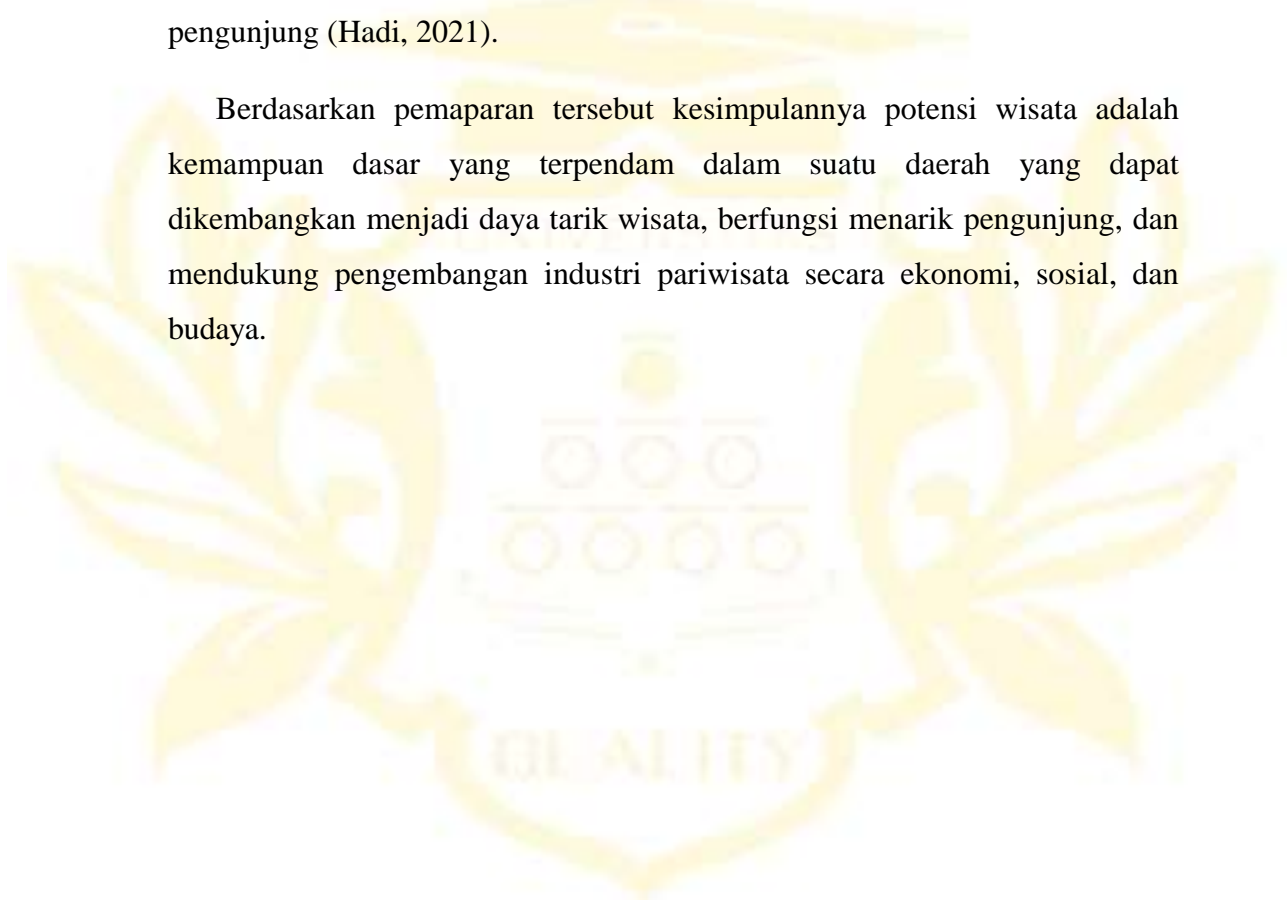 pengunjung (Hadi, 2021).
Berdasarkan pemaparan tersebut kesimpulannya potensi wisata adalah
kemampuan dasar yang terpendam dalam suatu daerah yang dapat
dikembangkan menjadi daya tarik wisata, berfungsi menarik pengunjung, dan
mendukung pengembangan industri pariwisata secara ekonomi, sosial, dan
budaya.
QUALITY